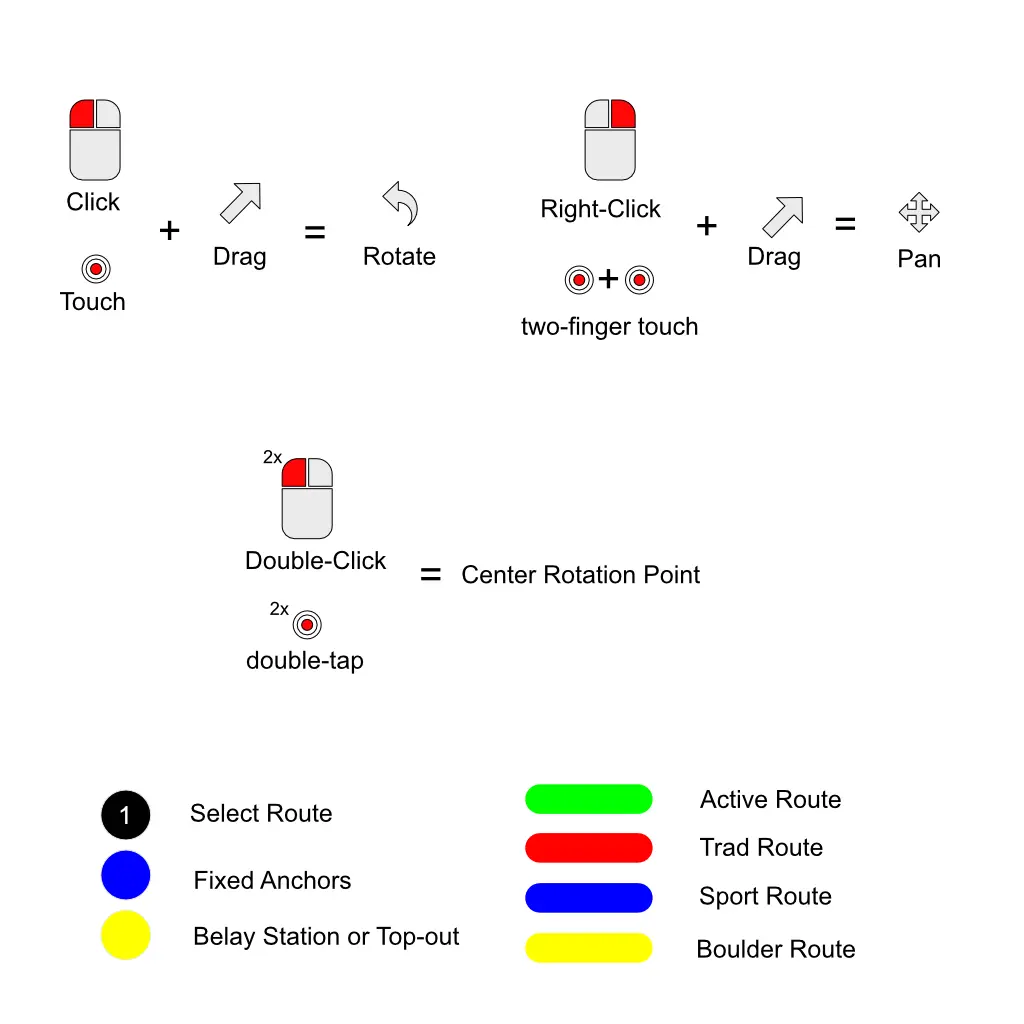 Click
+
Drag
=
Rotate
Touch
Right-Click
+
Drag
=
Pan
+
two-finger touch
2x
Double-Click
=
Center Rotation Point
2x
double-tap
1
Select Route
Fixed Anchors
Belay Station or Top-out
Active Route
Trad Route
Sport Route
Boulder Route